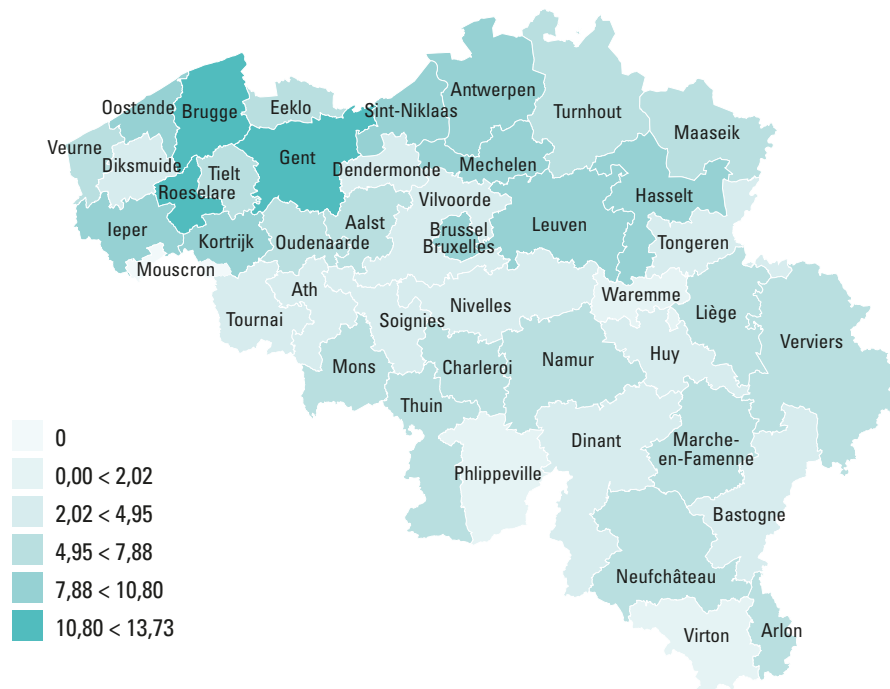 Oostende
Brugge
Eeklo
Sint-Niklaas
Antwerpen
Turnhout
Maaseik
Veurne
Diksmuide
Roeselare
Tielt
Gent
Dendermonde
Mechelen
Hasselt
Ieper
Kortrijk
Oudenaarde
Aalst
Vilvoorde
Brussel
Bruxelles
Leuven
Tongeren
Mouscron
Tournai
Ath
Soignies
Nivelles
Waremme
Liège
Verviers
Mons
Charleroi
Namur
Huy
Thuin
Phlippeville
Dinant
Marche-
en-Famenne
Bastogne
Neufchâteau
Virton
Arlon
0
0,00 < 2,02
2,02 < 4,95
4,95 < 7,88
7,88 < 10,80
10,80 < 13,73